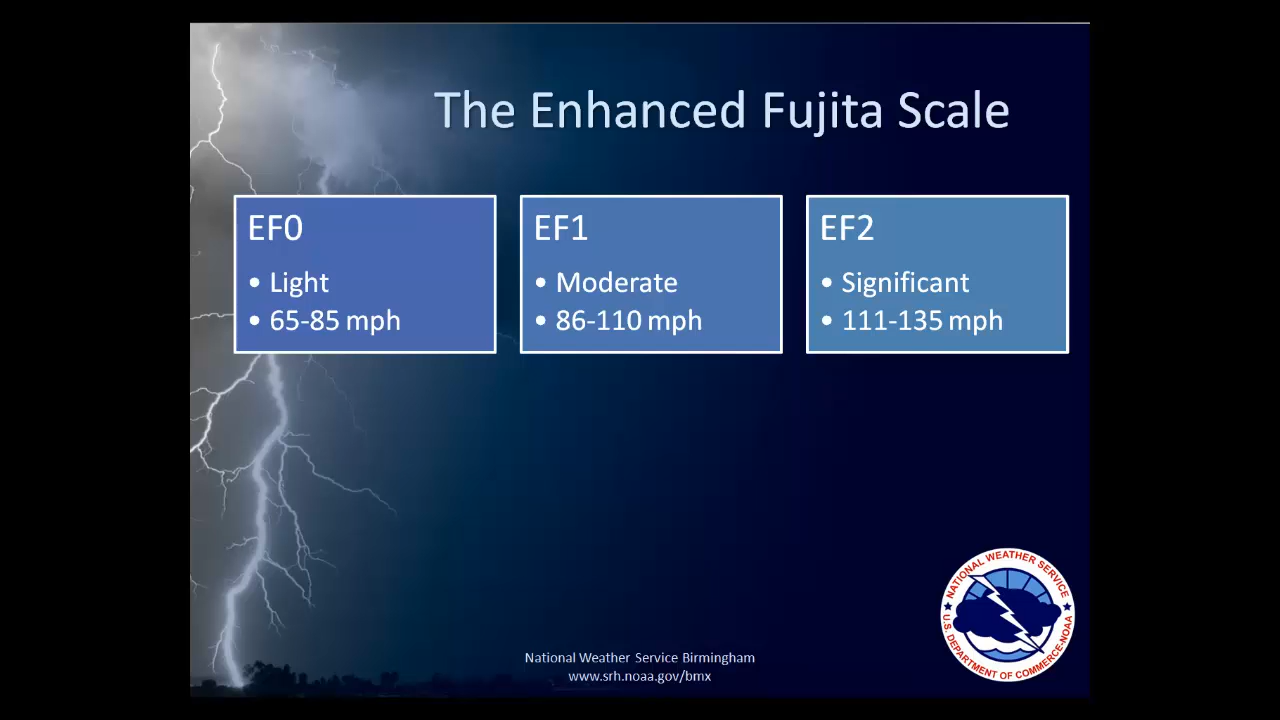 The Enhanced Fujita Scale
EF0
• Light
• 65-85 mph
EF1
• Moderate
• 86-110 mph
EF2
• Significant
• 111-135 mph
NATIONAL WEATHER SERVICE
U.S. DEPARTMENT OF COMMERCE-NOAA
National Weather Service Birmingham
www.srh.noaa.gov/bmx